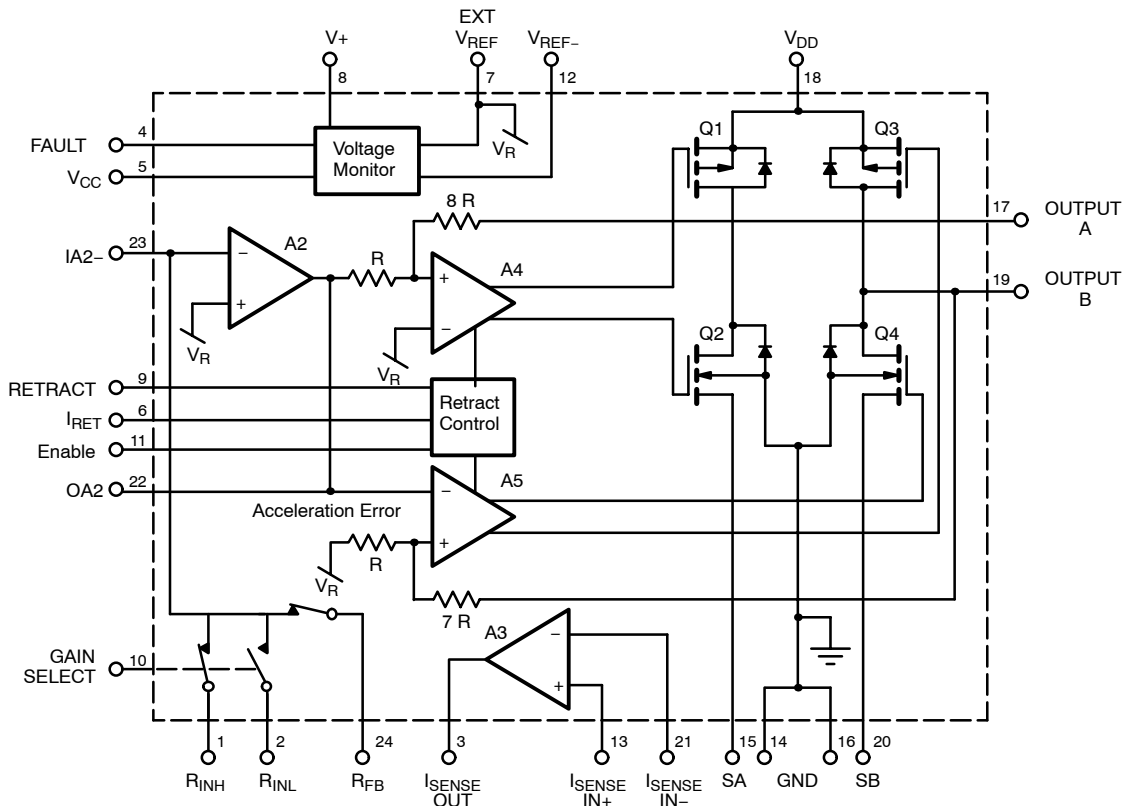 V+
EXT
VREF
VREF−
VDD
8
7
12
18
FAULT
4
VCC
5
Voltage
Monitor
VR
Q1
Q3
8 R
17
OUTPUT
A
IA2-
23
A2
−
+
VR
R
A4
+
−
VR
19
OUTPUT
B
Q2
Q4
RETRACT
9
IRET
6
Enable
11
Retract
Control
OA2
22
A5
−
+
Acceleration Error
R
VR
7 R
GAIN
SELECT
10
A3
−
+
1
2
24
3
13
21
15
14
16
20
RINH
RINL
RFB
ISENSE
OUT
ISENSE
IN+
ISENSE
IN−
SA
GND
SB